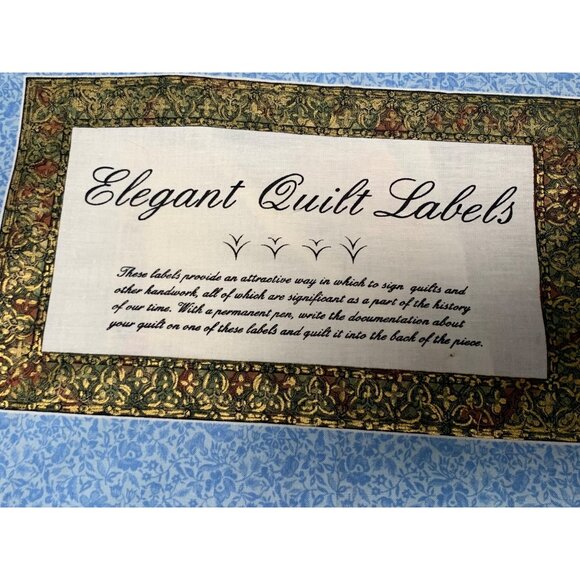 Elegant Quilt Labels
These labels provide an attractive way in which to sign quilts and
other handwork, all of which are significant as a part of the history
of our time. With a permanent pen, write the documentation about
your quilt on one of these labels and quilt it into the back of the piece.